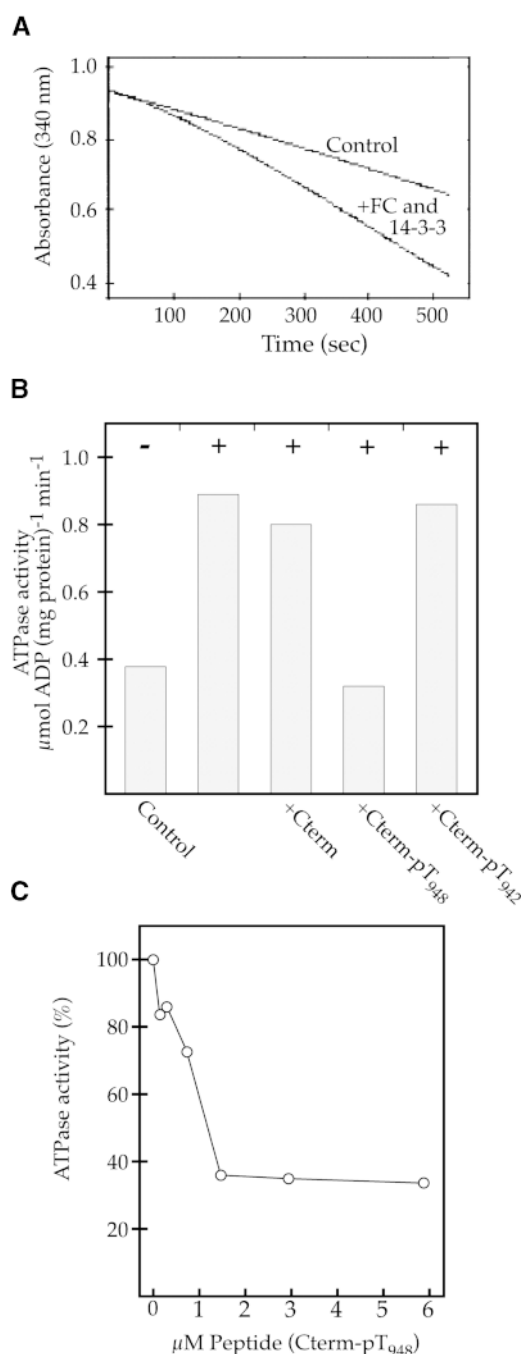 A
Absorbance (340 nm)
1.0
0.8
0.6
0.4
Control
+FC and
14-3-3
100
200
300
400
500
Time (sec)
B
ATPase activity
µmol ADP (mg protein)-1 min-1
- + + + +
1.0
0.8
0.4
0.2
Control
+Cterm
+Cterm-pT948
+Cterm-pT942
C
ATPase activity (%)
100
80
60
40
20
0 1 2 3 4 5 6
µM Peptide (Cterm-pT948)